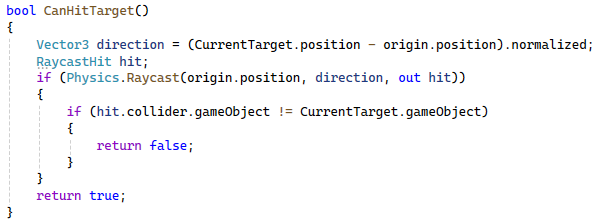 bool CanHitTarget()
{
    Vector3 direction = (CurrentTarget.position - origin.position).normalized;
    RaycastHit hit;
    if (Physics.Raycast(origin.position, direction, out hit))
    {
        if (hit.collider.gameObject != CurrentTarget.gameObject)
        {
            return false;
        }
    }
    return true;
}